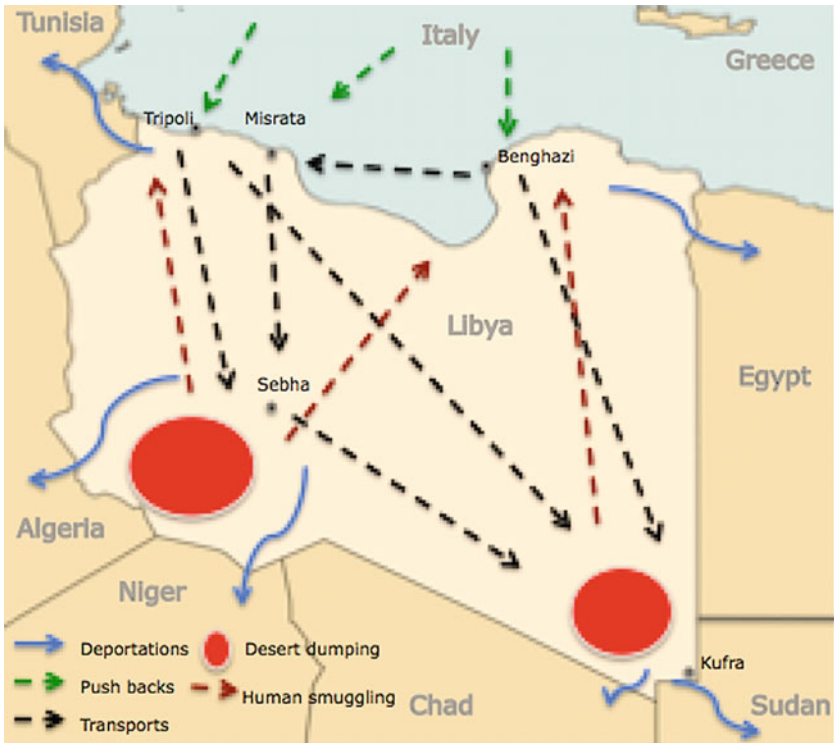 Tunisia
Italy
Greece
Tripoli
Misrata
Benghazi
Libya
Sebha
Egypt
Algeria
Niger
Deportations
Desert dumping
Kufra
Push backs
Human smuggling
Chad
Sudan
Transports